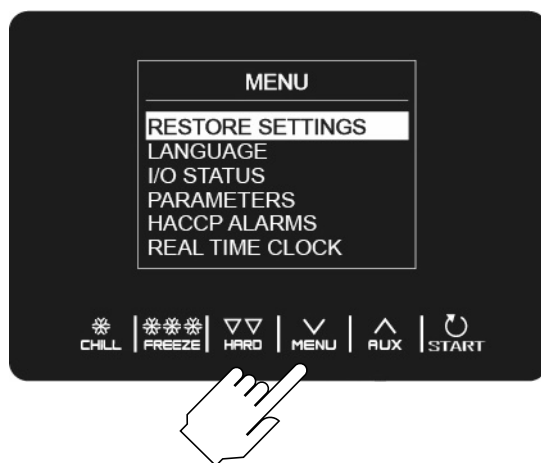 MENU
RESTORE SETTINGS
LANGUAGE
I/O STATUS
PARAMETERS
HACCP ALARMS
REAL TIME CLOCK
CHILL FREEZE HARD MENU AUX START